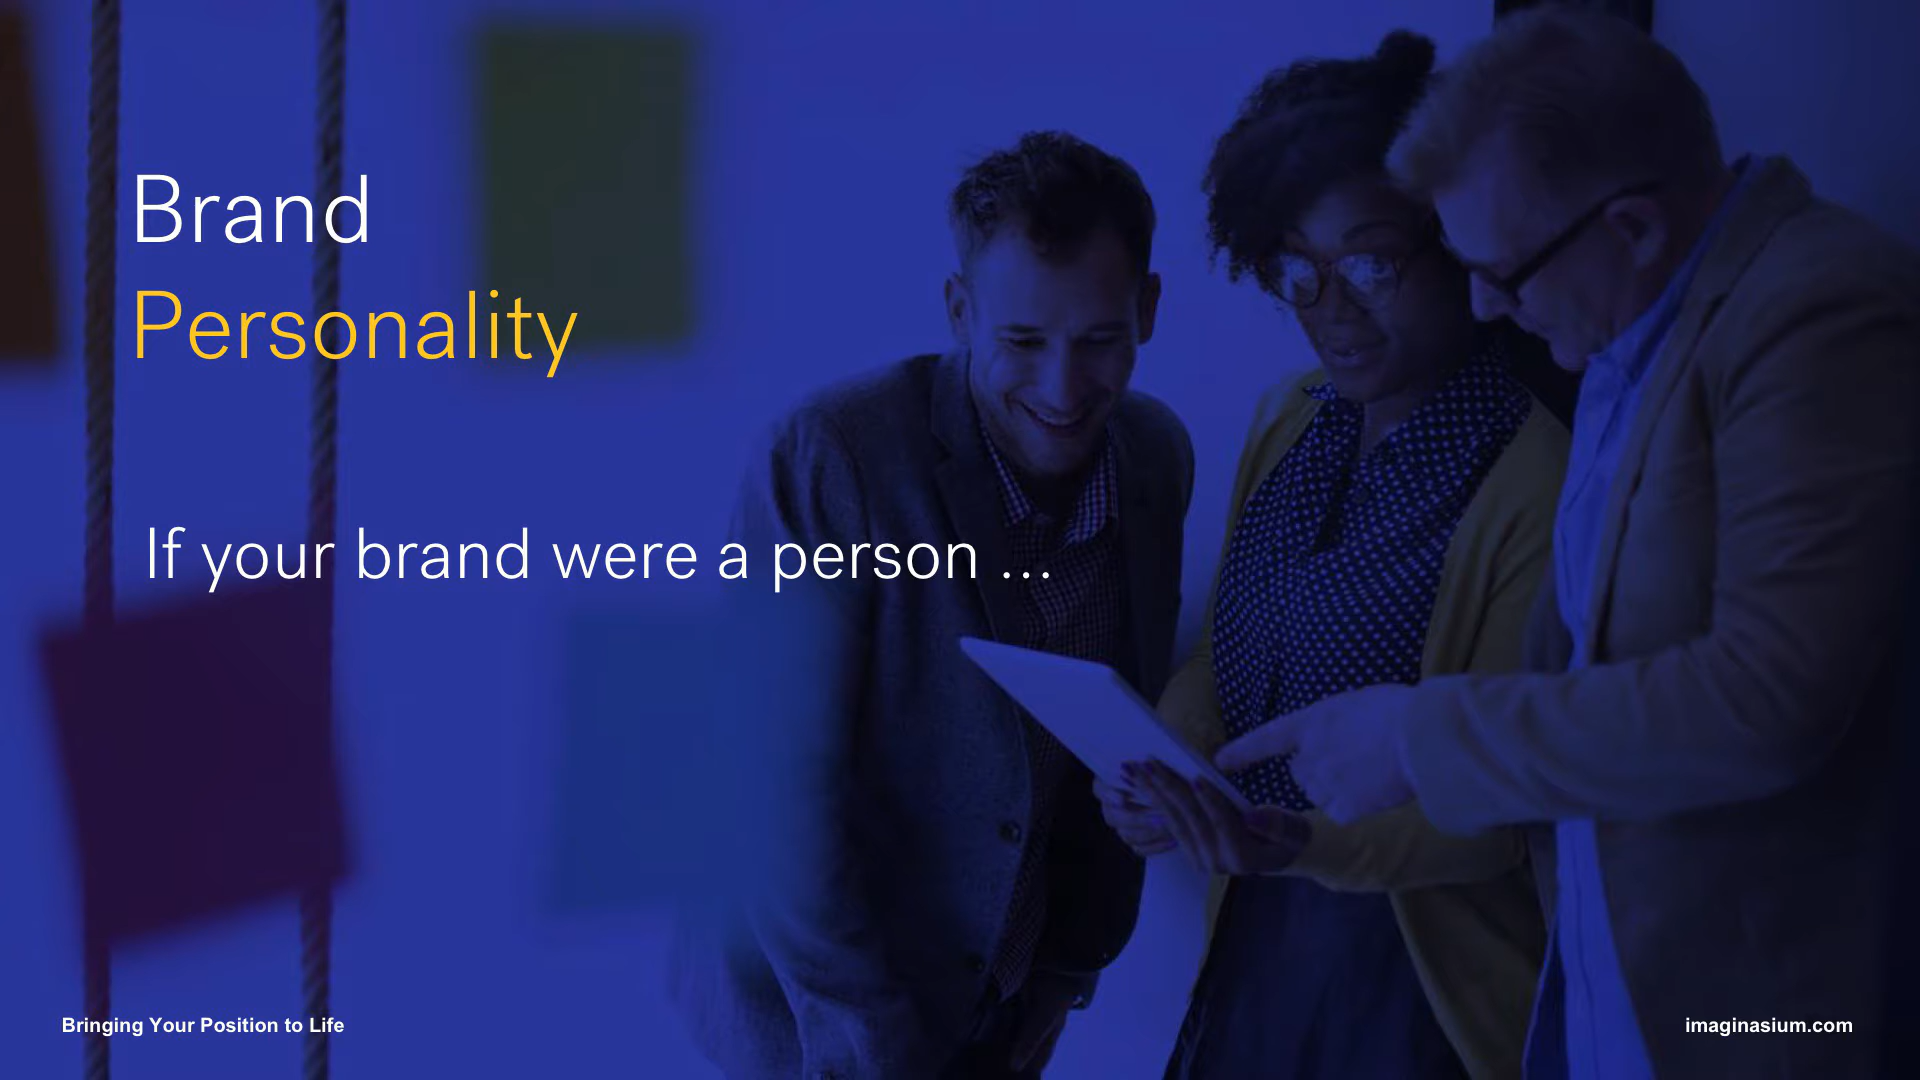 Brand
Personality
If your brand were a person ...
Bringing Your Position to Life
imaginasium.com